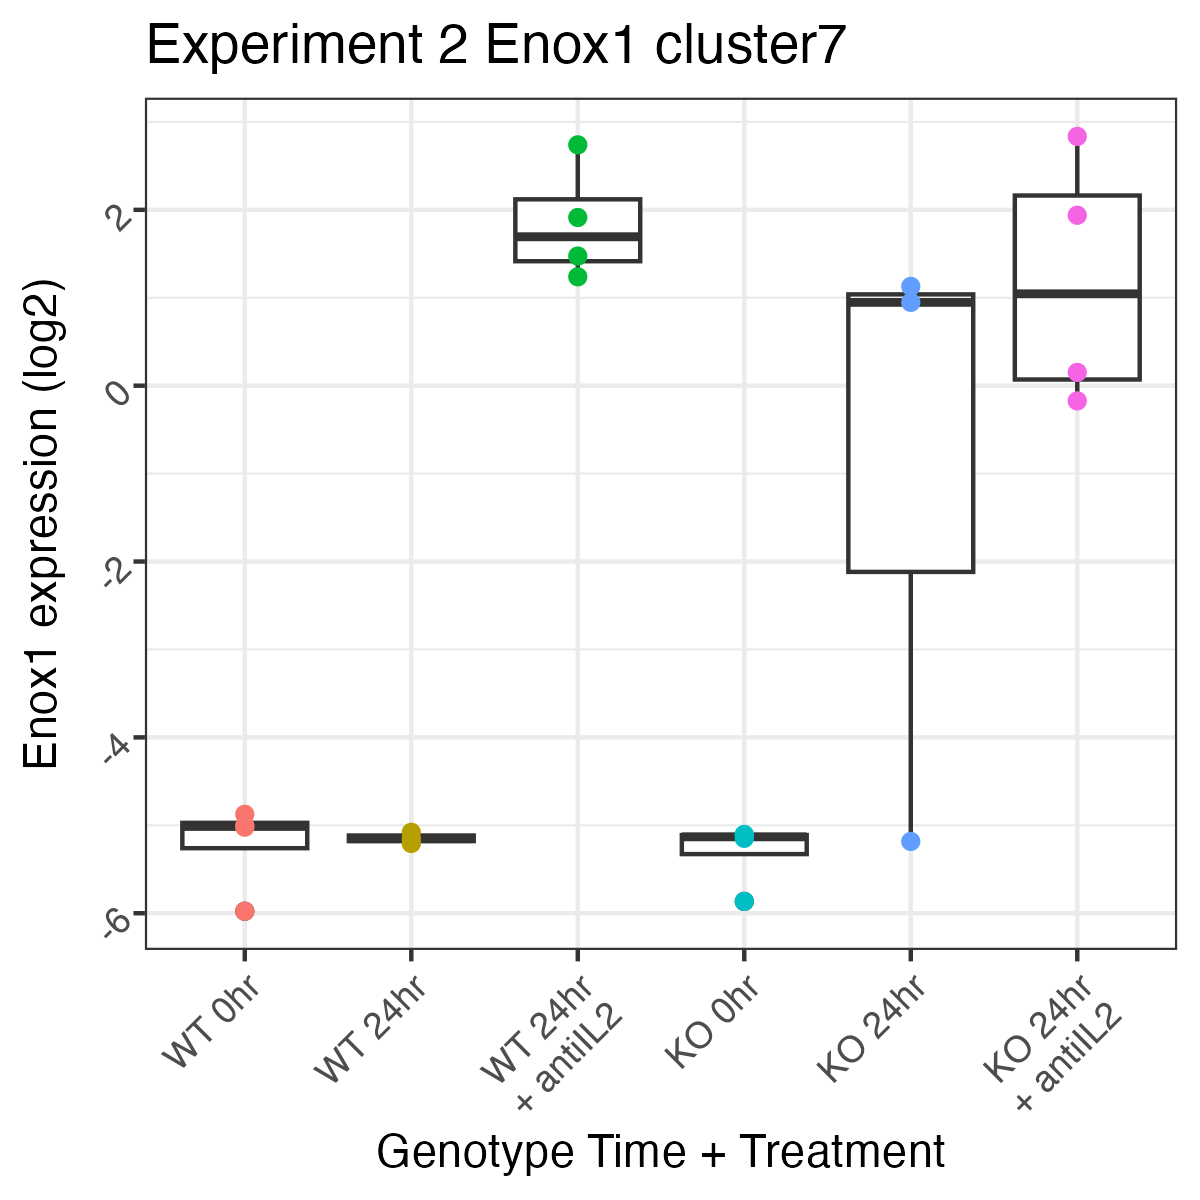 Experiment 2 Enox1 cluster7
Enox1 expression (log2)
2
0
-2
-4
-6
WT 0hr
WT 24hr
WT 24hr
+ antiIL2
KO 0hr
KO 24hr
KO 24hr
+ antiIL2
Genotype Time + Treatment